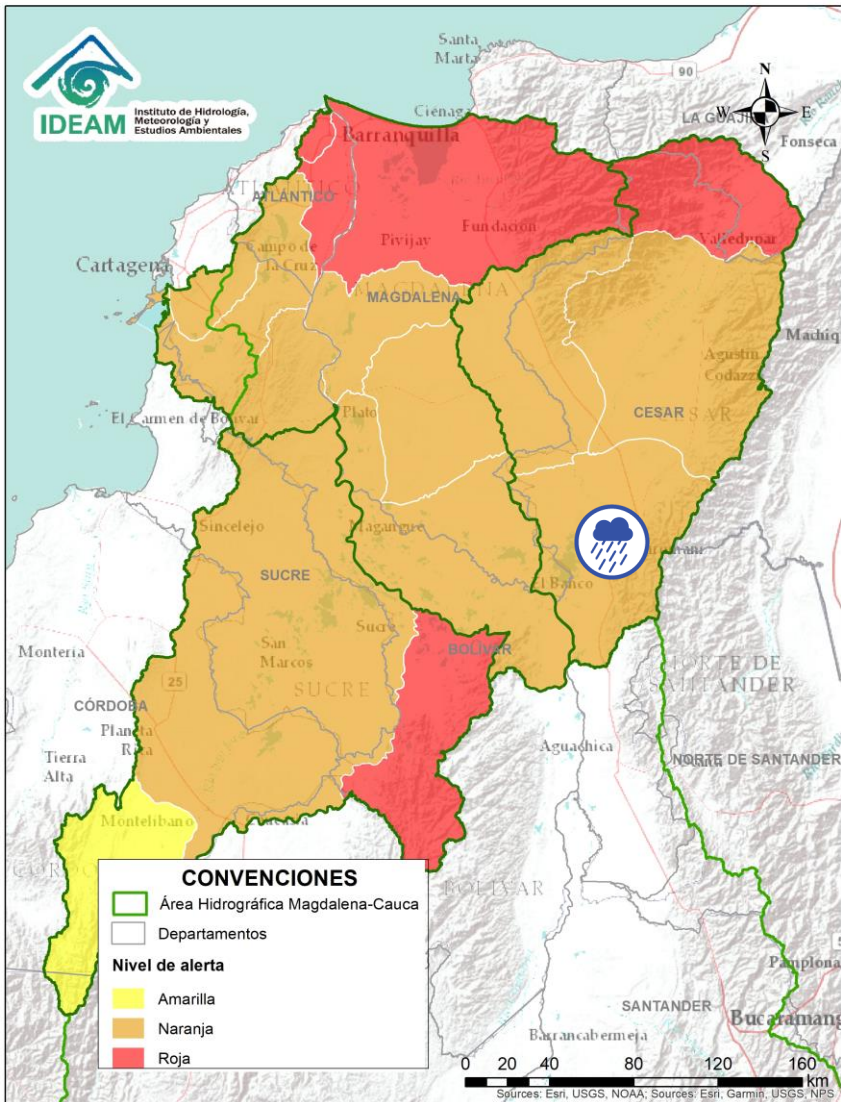 IDEAM
Instituto de Hidrología,
Meteorología y
Estudios Ambientales
Santa
Marta
90
N
W
E
S
LA GUAJIRA
Fonseca
Ciénaga
Barranquilla
ATLÁNTICO
Pivijay
Fundación
Valledupar
Cartagena
Campo de
la Cruz
MAGDALENA
Agustín
Codazzi
CESAR
El Carmen de Bolívar
Plato
Sincelejo
Magangue
SUCRE
El Banco
Sucre
San
Marcos
SUCRE
BOLÍVAR
Montería
25
CÓRDOBA
Planeta
Rica
NORTE DE
SANTANDER
Tierra
Alta
Aguachica
NORTE DE SANTANDER
Montelíbano
BOLÍVAR
CONVENCIONES
Área Hidrográfica Magdalena-Cauca
Departamentos
Nivel de alerta
Amarilla
Naranja
Roja
Pamplona
SANTANDER
Bucaramang
Barrancabermeja
0 20 40 80 120 160
km
Sources: Esri, USGS, NOAA; Sources: Esri, Garmin, USGS, NPS